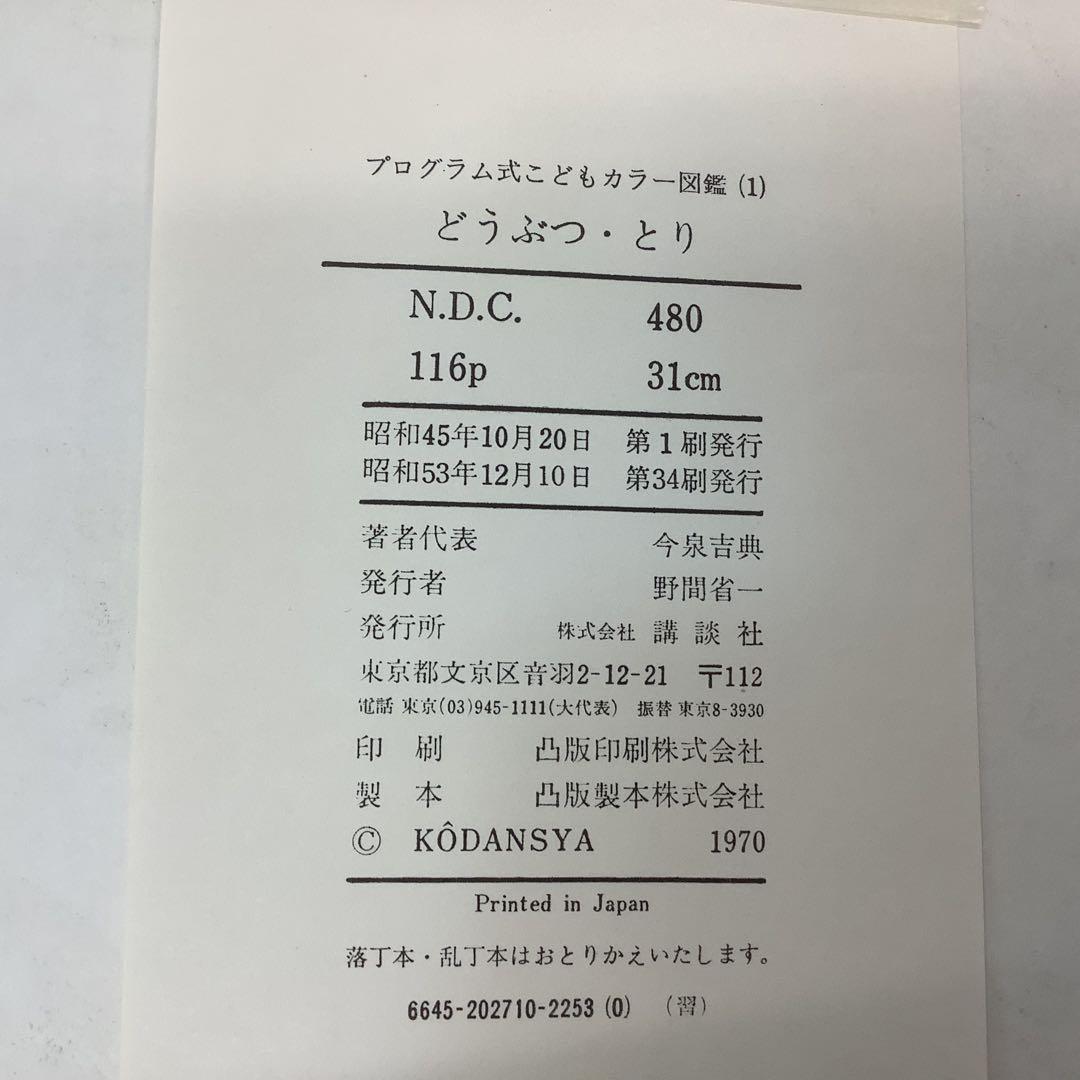 プログラム式こどもカラー図鑑 (1)
どうぶつ・とり
N.D.C. 480
116p 31cm
昭和45年10月20日 第1刷発行
昭和53年12月10日 第34刷発行
著者代表 今泉吉典
発行者 野間省一
発行所 株式会社 講談社
東京都文京区音羽2-12-21 〒112
電話 東京(03)945-1111(大代表) 振替 東京8-3930
印刷 凸版印刷株式会社
製本 凸版製本株式会社
© KÔDANSYA 1970
Printed in Japan
落丁本・乱丁本はおとりかえいたします。
6645-202710-2253 (0) (習)